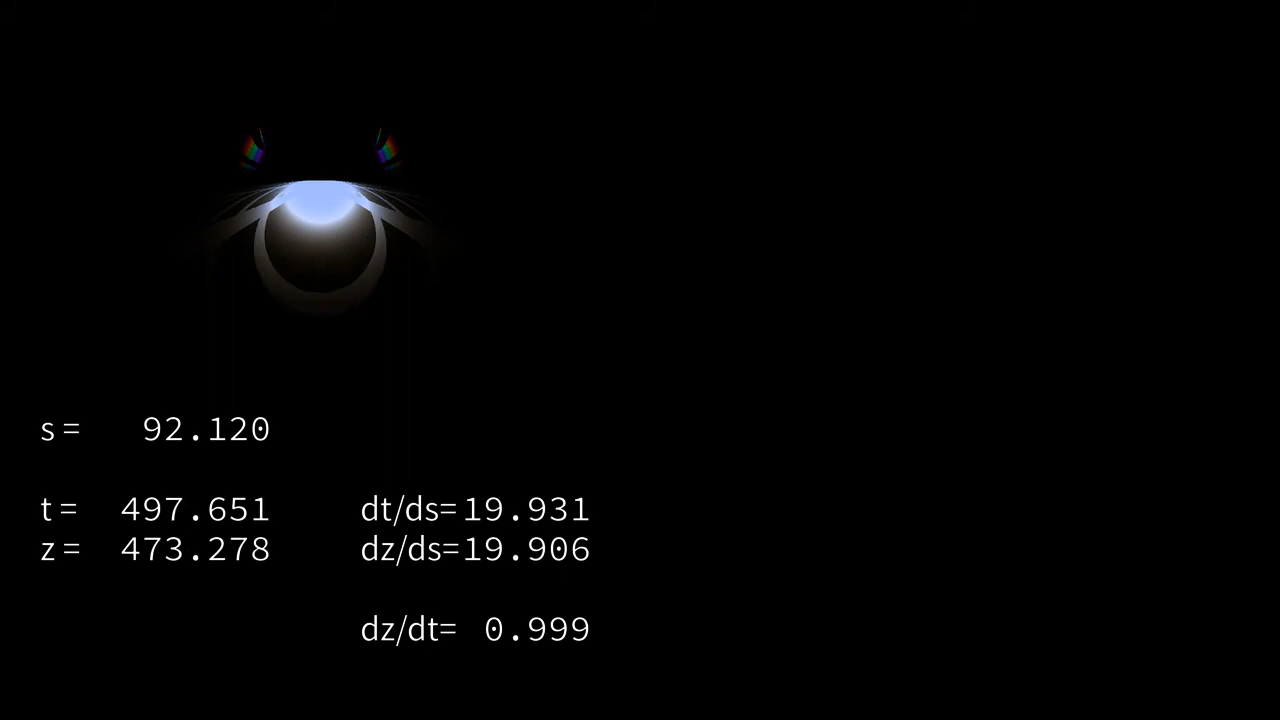 s = 92.120
t = 497.651 dt/ds=19.931
z = 473.278 dz/ds=19.906
dz/dt= 0.999